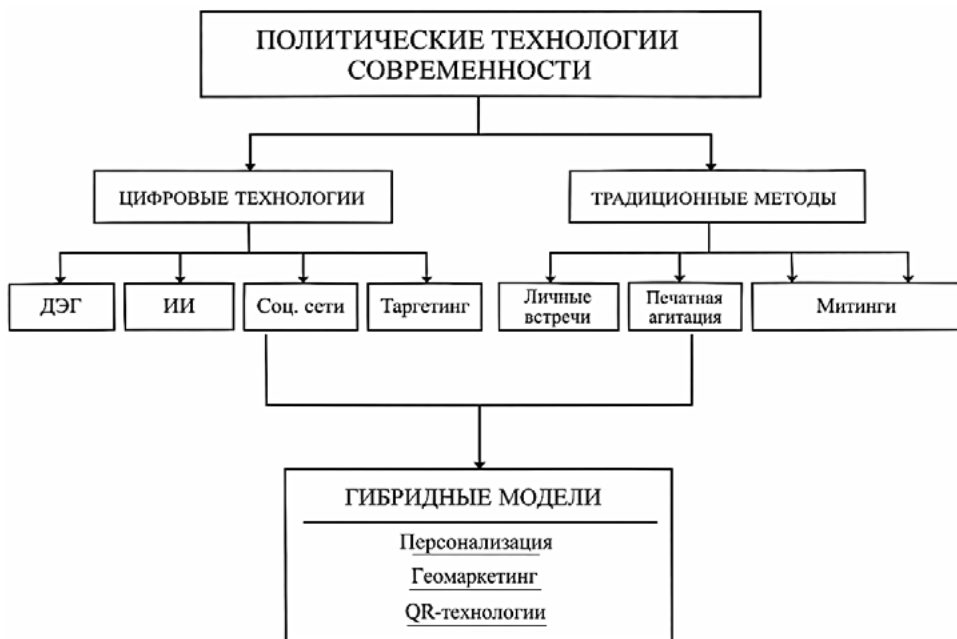 ПОЛИТИЧЕСКИЕ ТЕХНОЛОГИИ
СОВРЕМЕННОСТИ
ЦИФРОВЫЕ ТЕХНОЛОГИИ
ТРАДИЦИОННЫЕ МЕТОДЫ
ДЭГ
ИИ
Соц. сети
Таргетинг
Личные
встречи
Печатная
агитация
Митинги
ГИБРИДНЫЕ МОДЕЛИ
Персонализация
Геомаркетинг
QR-технологии